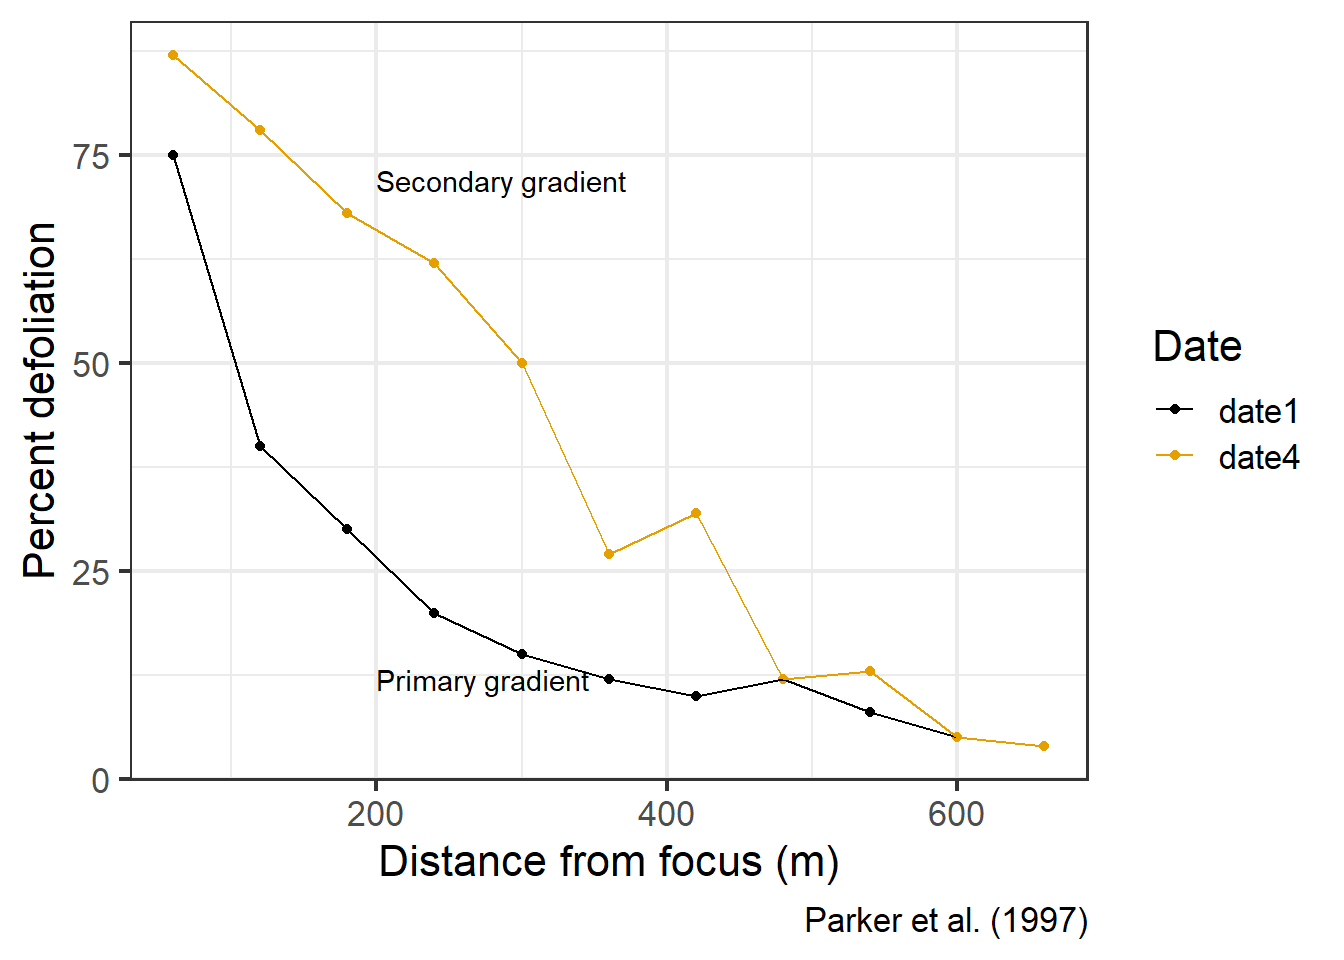 Percent defoliation
75
50
25
0
Secondary gradient
Primary gradient
200 400 600
Distance from focus (m)
Date
date1
date4
Parker et al. (1997)